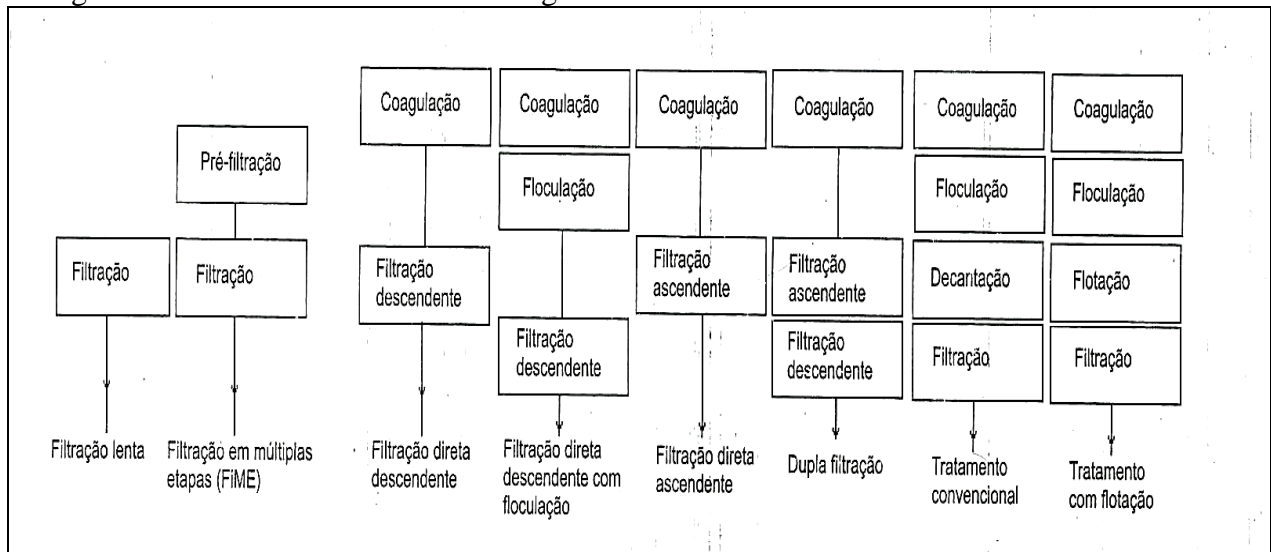 Filtração
Filtração lenta
Pré-filtração
Filtração
Filtração em múltiplas
etapas (FiME)
Coagulação
Filtração
descendente
Filtração direta
descendente
Coagulação
Floculação
Filtração
descendente
Filtração direta
descendente com
floculação
Coagulação
Filtração
ascendente
Filtração direta
ascendente
Coagulação
Filtração
ascendente
Filtração
descendente
Dupla filtração
Coagulação
Floculação
Decantação
Filtração
Tratamento
convencional
Coagulação
Floculação
Flotação
Filtração
Tratamento
com flotação